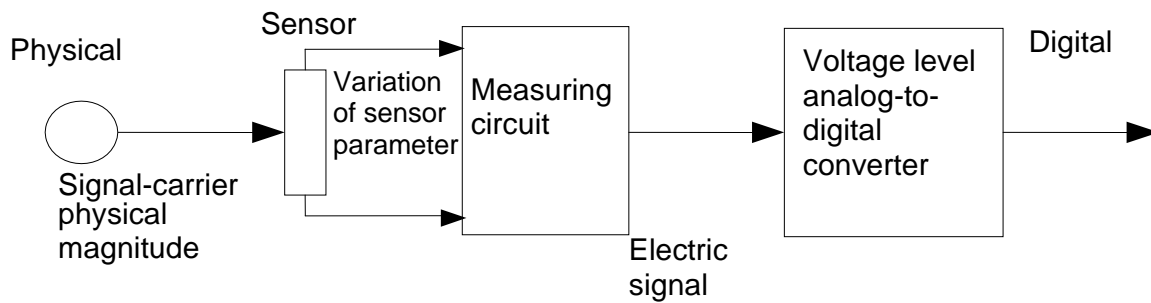 Physical
Signal-carrier
physical
magnitude
Sensor
Variation
of sensor
parameter
Measuring
circuit
Electric
signal
Voltage level
analog-to-
digital
converter
Digital